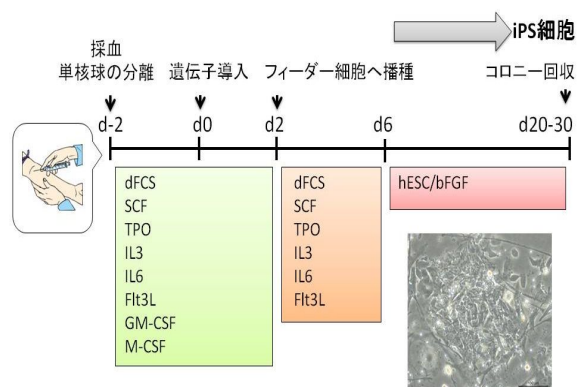 iPS細胞
採血
単核球の分離
遺伝子導入
フィーダー細胞へ播種
コロニー回収
d-2
d0
d2
d6
d20-30
dFCS
SCF
TPO
IL3
IL6
Flt3L
GM-CSF
M-CSF
dFCS
SCF
TPO
IL3
IL6
Flt3L
hESC/bFGF